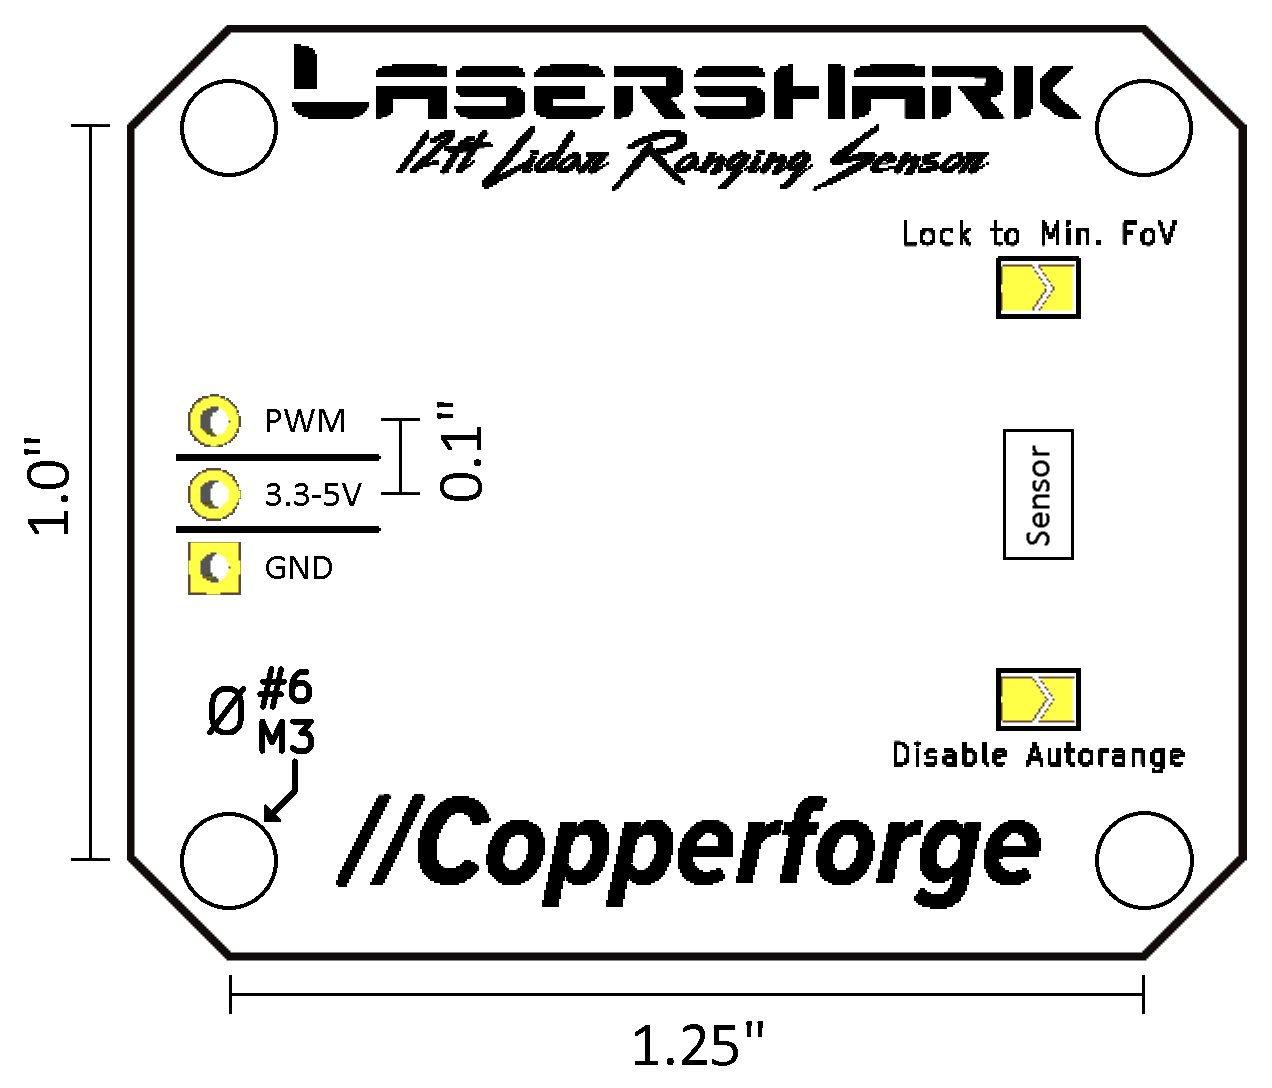 LASERSHARK
12ft Lidar Ranging Sensor
Lock to Min. FoV
PWM
0.1"
3.3-5V
GND
1.0"
Sensor
Ø #6
M3
Disable Autorange
//Copperforge
1.25"